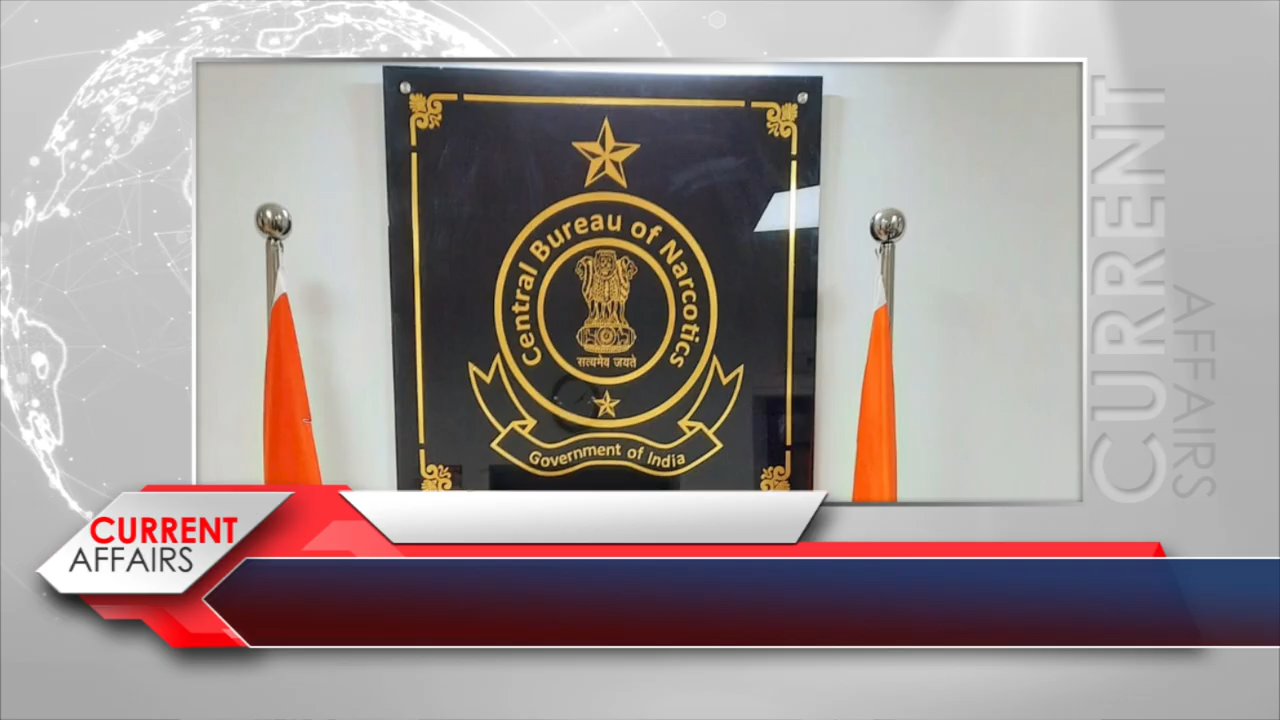 Central Bureau of Narcotics
सत्यमेव जयते
Government of India
CURRENT
AFFAIRS
CURRENT
AFFAIRS